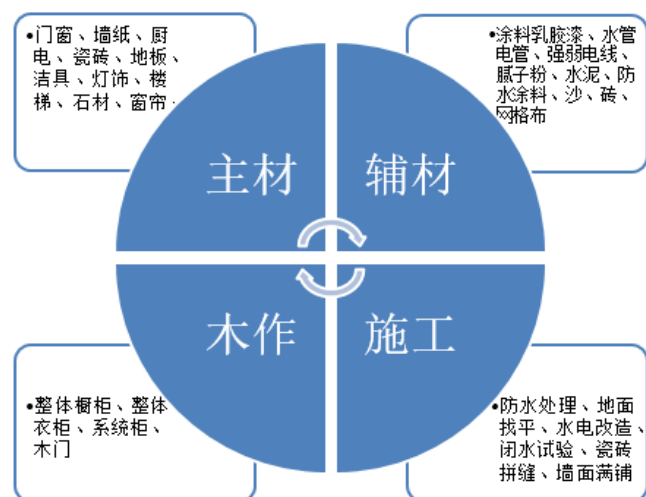 •门窗、墙纸、厨
电、瓷砖、地板、
洁具、灯饰、楼
梯、石材、窗帘·
•涂料乳胶漆、水管
电管、强弱电线、
腻子粉、水泥、防
水涂料、沙、砖、
网格布
主材
辅材
木作
施工
•整体橱柜、整体
衣柜、系统柜、
木门
•防水处理、地面
找平、水电改造、
闭水试验、瓷砖
拼缝、墙面满铺